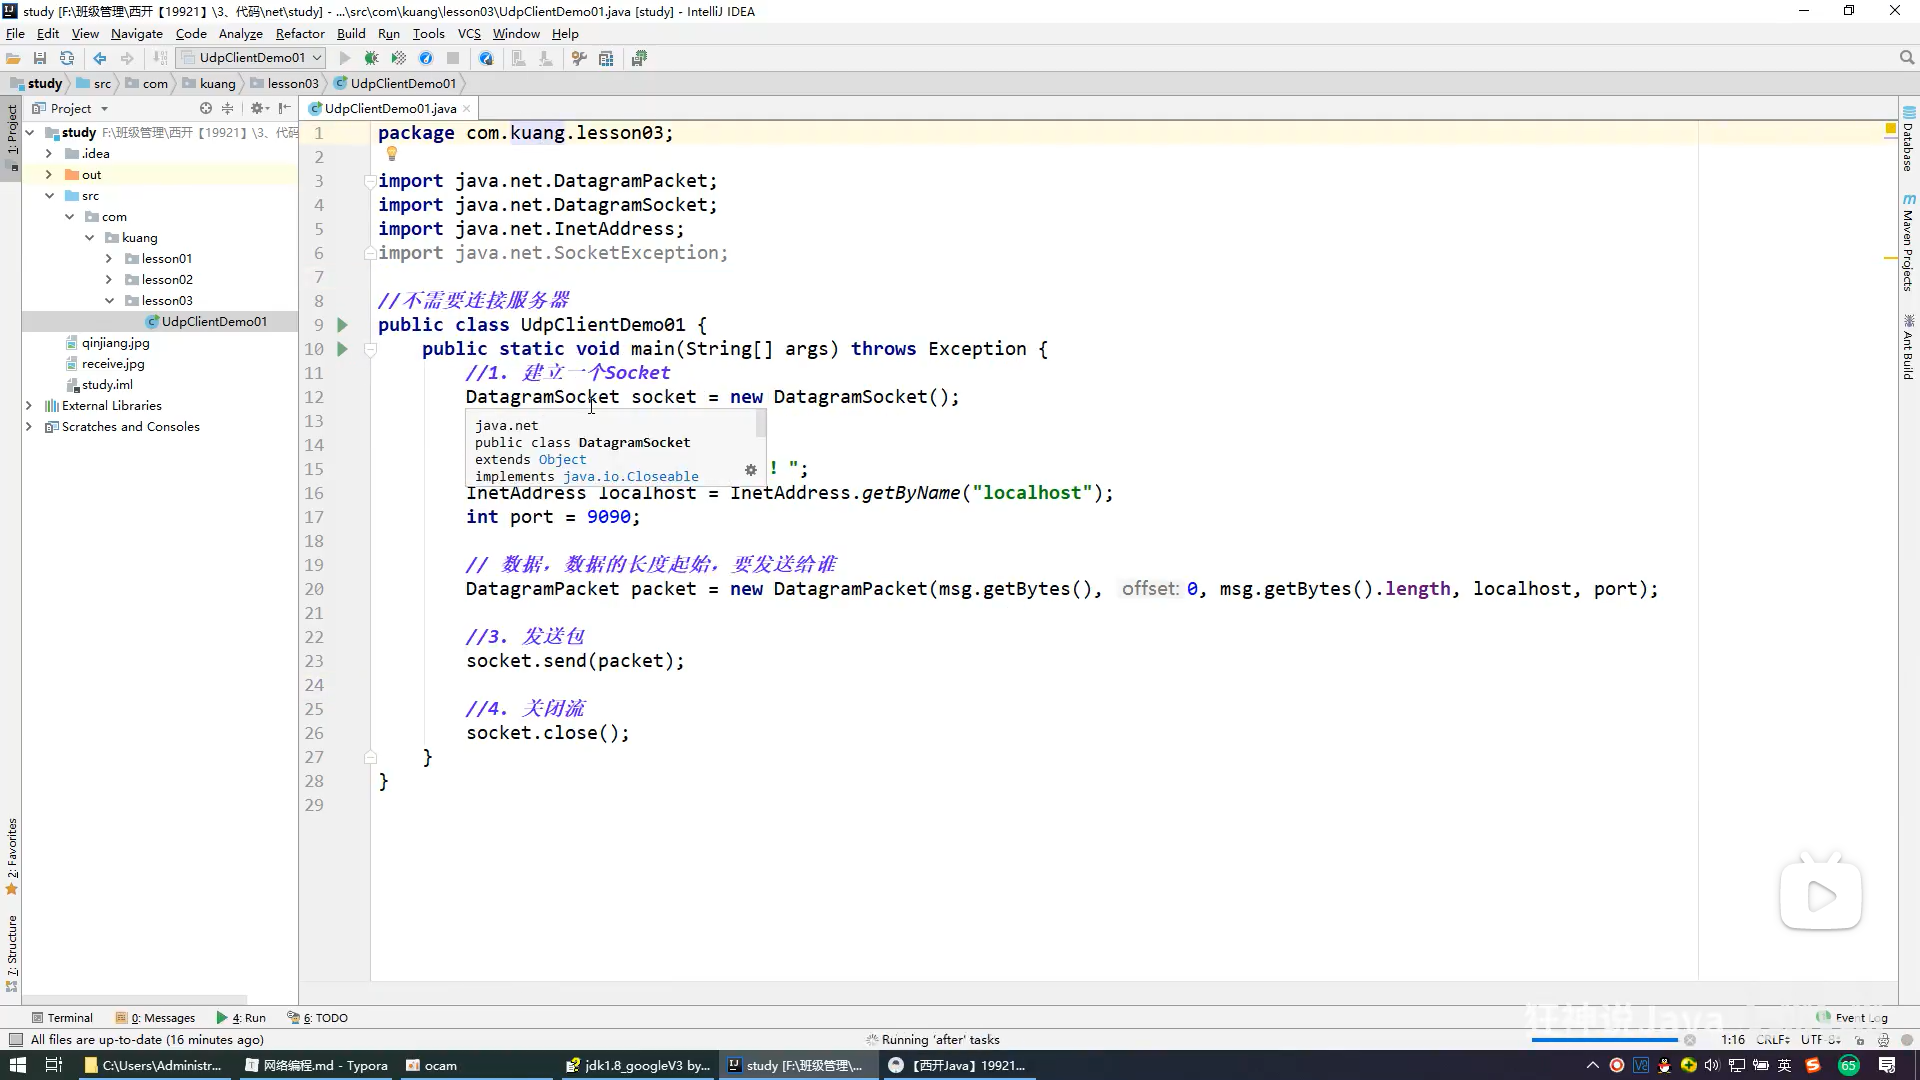 study [F:\班级管理\西开【19921】\3、代码\net\study] - ...\src\com\kuang\lesson03\UdpClientDemo01.java [study] - IntelliJ IDEA
File Edit View Navigate Code Analyze Refactor Build Run Tools VCS Window Help
UdpClientDemo01
study src com kuang lesson03 UdpClientDemo01
Project
UdpClientDemo01.java
1: Project
study F:\班级管理\西开【19921】\3、代码
.idea
out
src
com
kuang
lesson01
lesson02
lesson03
UdpClientDemo01
qinjiang.jpg
receive.jpg
study.iml
External Libraries
Scratches and Consoles
2: Favorites
7: Structure
1 package com.kuang.lesson03;
2
3 import java.net.DatagramPacket;
4 import java.net.DatagramSocket;
5 import java.net.InetAddress;
6 import java.net.SocketException;
7
8 //不需要连接服务器
9 public class UdpClientDemo01 {
10 public static void main(String[] args) throws Exception {
11 //1. 建立一个Socket
12 DatagramSocket socket = new DatagramSocket();
13
java.net
public class DatagramSocket
14
extends Object
15 ! ";
implements java.io.Closeable
16 InetAddress localhost = InetAddress.getByName("localhost");
17 int port = 9090;
18
19 // 数据，数据的长度起始，要发送给谁
20 DatagramPacket packet = new DatagramPacket(msg.getBytes(), offset: 0, msg.getBytes().length, localhost, port);
21
22 //3. 发送包
23 socket.send(packet);
24
25 //4. 关闭流
26 socket.close();
27 }
28 }
29
Database
Maven Projects
Ant Build
Terminal 0: Messages 4: Run 6: TODO
狂神说Java
Event Log
All files are up-to-date (16 minutes ago)
Running 'after' tasks
1:16 CRLF UTF-8
C:\Users\Administr...
网络编程.md - Typora
ocam
jdk1.8_googleV3 by...
study [F:\班级管理\...
【西开Java】19921...
英
65